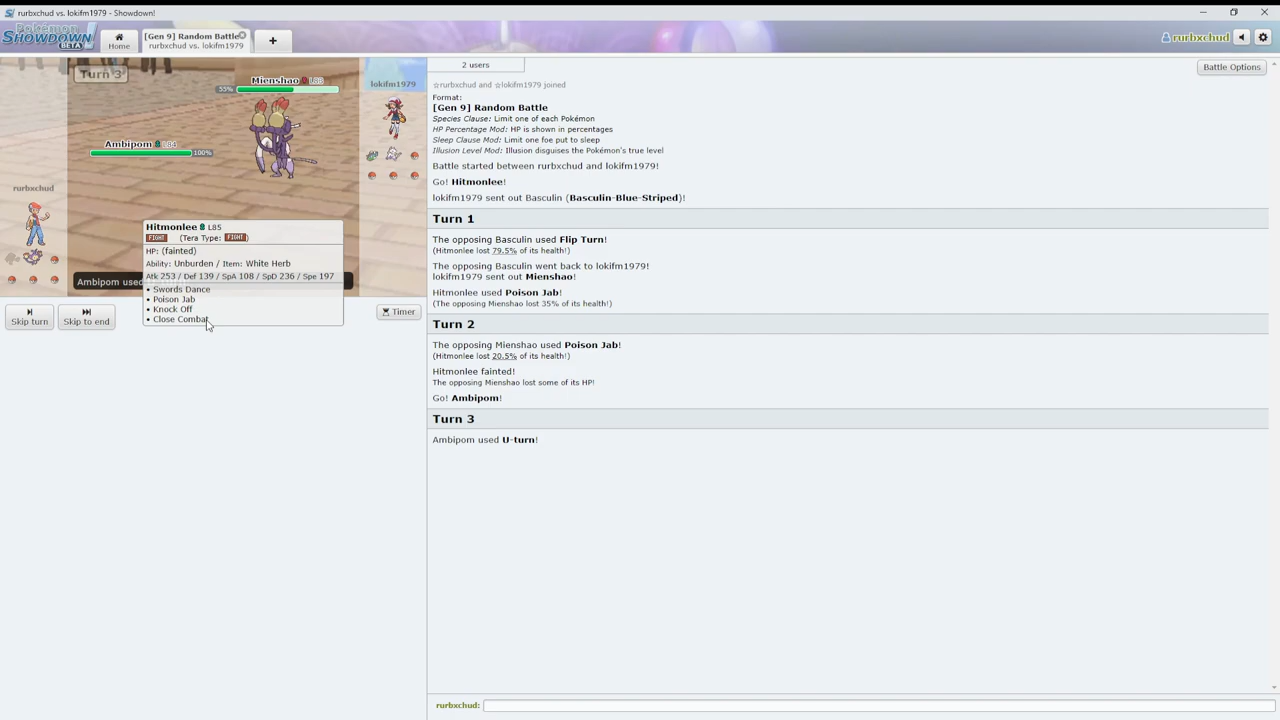 rurbxchud vs. lokifm1979 - Showdown!
Pokémon
SHOWDOWN
BETA
Home
[Gen 9] Random Battle
rurbxchud vs. lokifm1979
+
rurbxchud
Turn 3
Mienshao
55%
lokifm1979
Ambipom L84
100%
rurbxchud
Hitmonlee L85
FIGHT (Tera Type: FIGHT)
HP: (fainted)
Ability: Unburden / Item: White Herb
Atk 253 / Def 139 / SpA 108 / SpD 236 / Spe 197
• Swords Dance
• Poison Jab
• Knock Off
• Close Combat
Ambipom used
Skip turn
Skip to end
Timer
2 users
Battle Options
☆rurbxchud and ☆lokifm1979 joined
Format:
[Gen 9] Random Battle
Species Clause: Limit one of each Pokémon
HP Percentage Mod: HP is shown in percentages
Sleep Clause Mod: Limit one foe put to sleep
Illusion Level Mod: Illusion disguises the Pokémon's true level
Battle started between rurbxchud and lokifm1979!
Go! Hitmonlee!
lokifm1979 sent out Basculin (Basculin-Blue-Striped)!
Turn 1
The opposing Basculin used Flip Turn!
(Hitmonlee lost 79.5% of its health!)
The opposing Basculin went back to lokifm1979!
lokifm1979 sent out Mienshao!
Hitmonlee used Poison Jab!
(The opposing Mienshao lost 35% of its health!)
Turn 2
The opposing Mienshao used Poison Jab!
(Hitmonlee lost 20.5% of its health!)
Hitmonlee fainted!
The opposing Mienshao lost some of its HP!
Go! Ambipom!
Turn 3
Ambipom used U-turn!
rurbxchud: